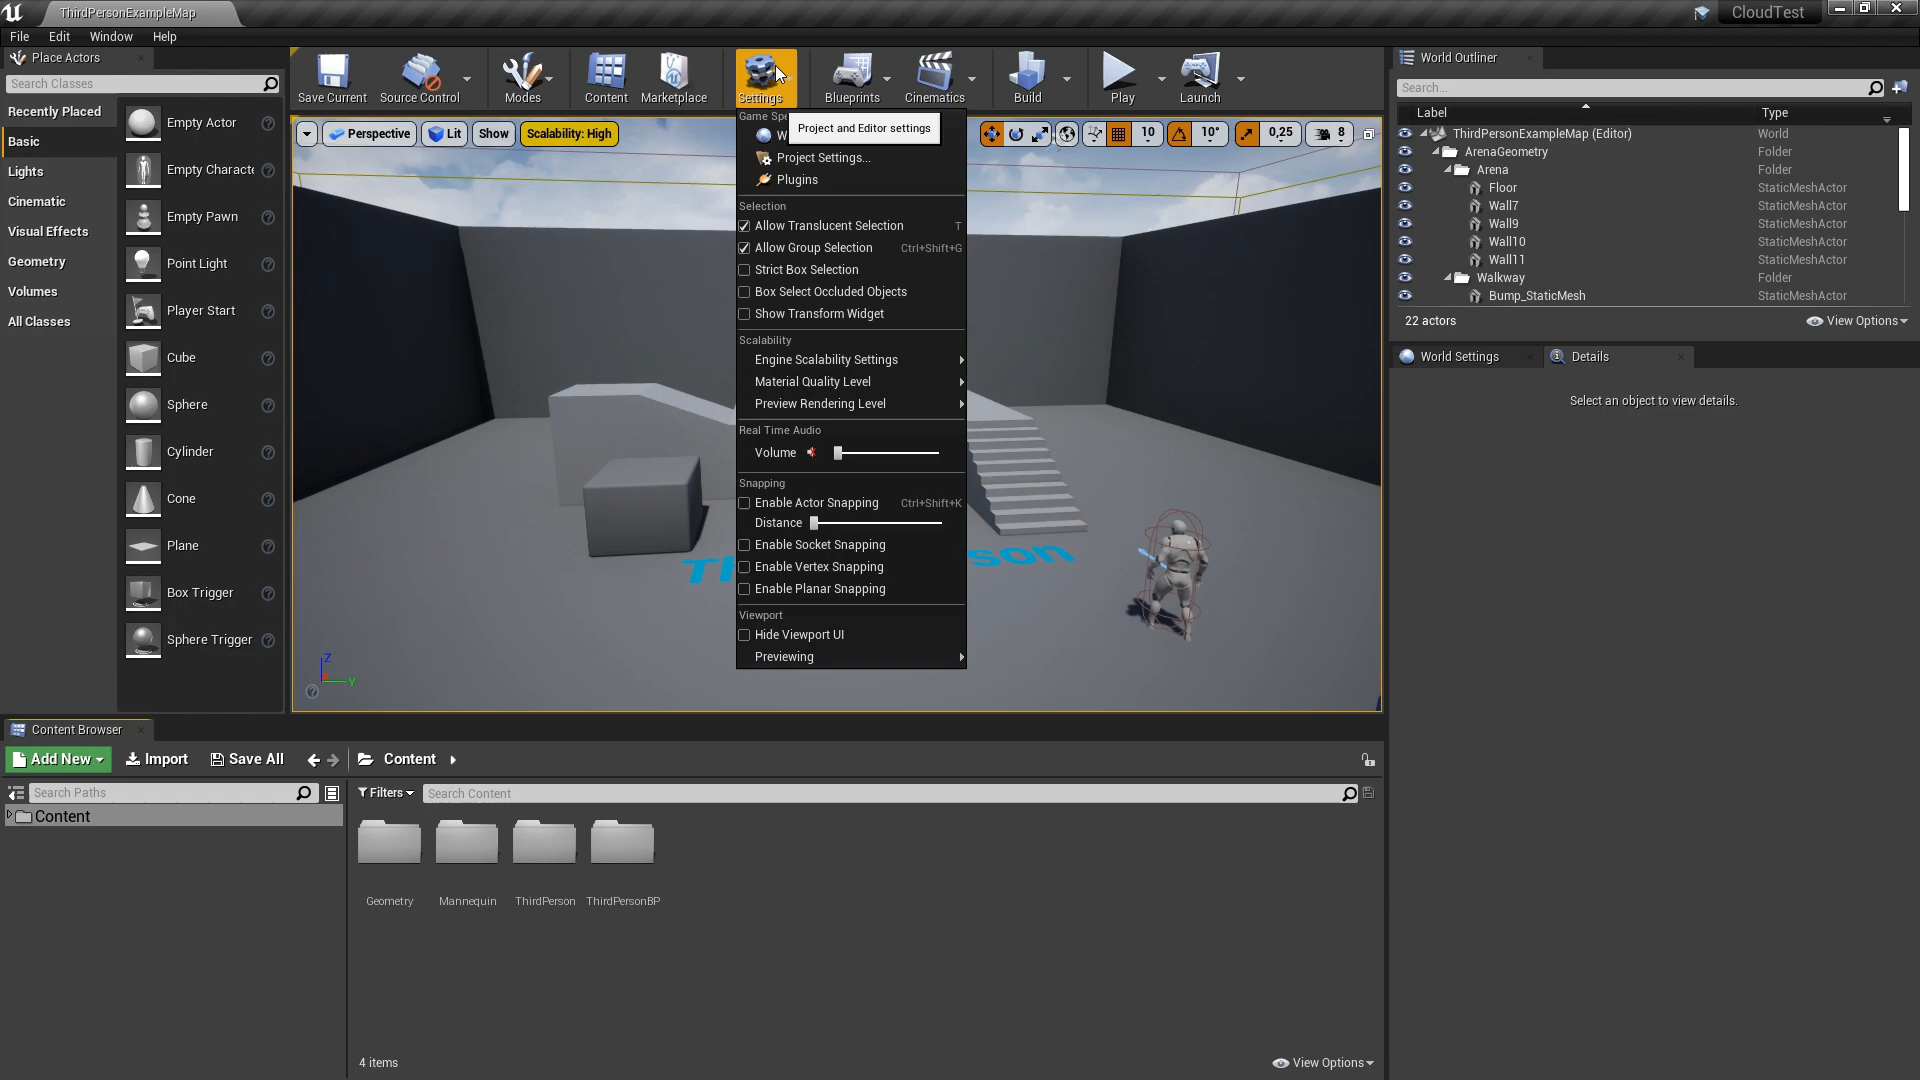 ThirdPersonExampleMap
CloudTest
File Edit Window Help
Place Actors
Search Classes
Recently Placed
Basic
Lights
Cinematic
Visual Effects
Geometry
Volumes
All Classes
Empty Actor
Empty Characte
Empty Pawn
Point Light
Player Start
Cube
Sphere
Cylinder
Cone
Plane
Box Trigger
Sphere Trigger
Save Current
Source Control
Modes
Content
Marketplace
Settings
Blueprints
Cinematics
Build
Play
Launch
Perspective
Lit
Show
Scalability: High
10
10°
0,25
8
Game Spe
Project and Editor settings
W
Project Settings...
Plugins
Selection
Allow Translucent Selection T
Allow Group Selection Ctrl+Shift+G
Strict Box Selection
Box Select Occluded Objects
Show Transform Widget
Scalability
Engine Scalability Settings
Material Quality Level
Preview Rendering Level
Real Time Audio
Volume
Snapping
Enable Actor Snapping Ctrl+Shift+K
Distance
Enable Socket Snapping
Enable Vertex Snapping
Enable Planar Snapping
Viewport
Hide Viewport UI
Previewing
Z
Y
World Outliner
Search...
Label Type
ThirdPersonExampleMap (Editor) World
ArenaGeometry Folder
Arena Folder
Floor StaticMeshActor
Wall7 StaticMeshActor
Wall9 StaticMeshActor
Wall10 StaticMeshActor
Wall11 StaticMeshActor
Walkway Folder
Bump_StaticMesh StaticMeshActor
22 actors
View Options
World Settings
Details
Select an object to view details.
Content Browser
Add New
Import
Save All
Content
Search Paths
Content
Filters
Search Content
Geometry
Mannequin
ThirdPerson
ThirdPersonBP
4 items
View Options